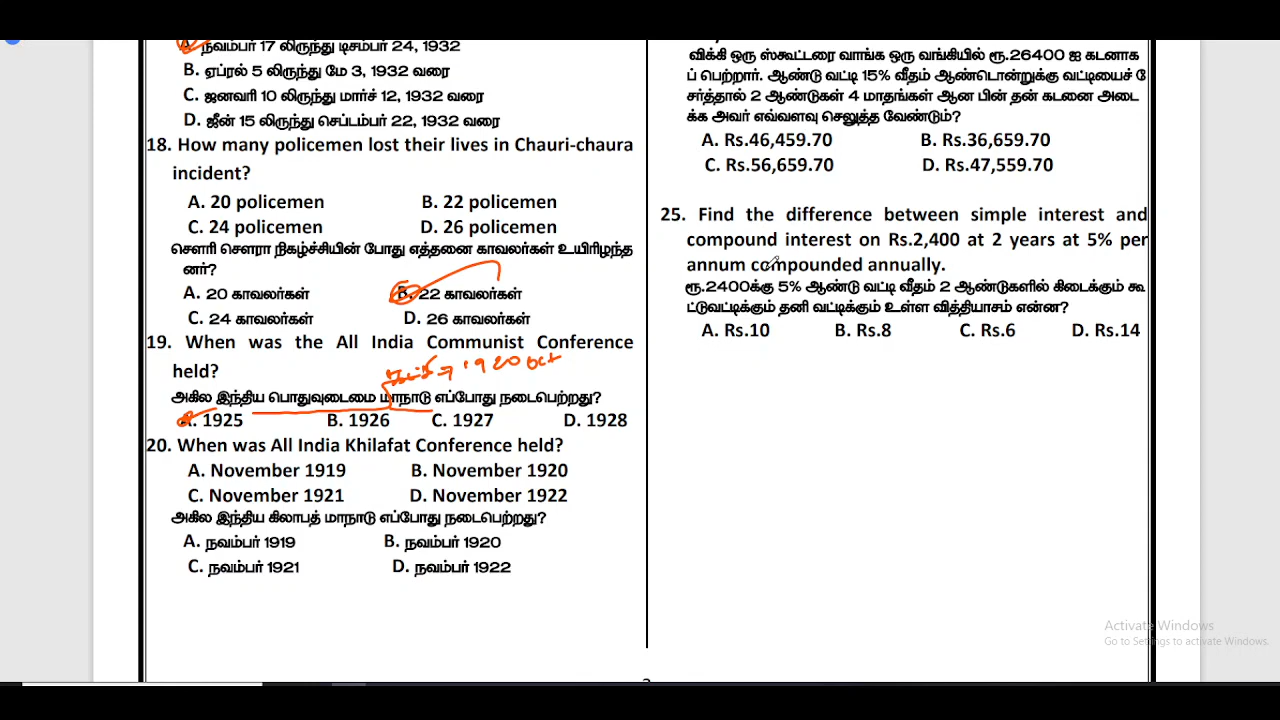 நவம்பர் 17 லிருந்து டிசம்பர் 24, 1932
B. ஏப்ரல் 5 லிருந்து மே 3, 1932 வரை
C. ஜனவரி 10 லிருந்து மார்ச் 12, 1932 வரை
D. ஜீன் 15 லிருந்து செப்டம்பர் 22, 1932 வரை
18. How many policemen lost their lives in Chauri-chaura
incident?
A. 20 policemen B. 22 policemen
C. 24 policemen D. 26 policemen
சௌரி சௌரா நிகழ்ச்சியின் போது எத்தனை காவலர்கள் உயிரிழந்த
னர்?
A. 20 காவலர்கள் B. 22 காவலர்கள்
C. 24 காவலர்கள் D. 26 காவலர்கள்
19. When was the All India Communist Conference
held?
1920 oct
அகில இந்திய பொதுவுடைமை மாநாடு எப்போது நடைபெற்றது?
A. 1925 B. 1926 C. 1927 D. 1928
20. When was All India Khilafat Conference held?
A. November 1919 B. November 1920
C. November 1921 D. November 1922
அகில இந்திய கிலாபத் மாநாடு எப்போது நடைபெற்றது?
A. நவம்பர் 1919 B. நவம்பர் 1920
C. நவம்பர் 1921 D. நவம்பர் 1922
விக்கி ஒரு ஸ்கூட்டரை வாங்க ஒரு வங்கியில் ரூ.26400 ஐ கடனாக
ப் பெற்றார். ஆண்டு வட்டி 15% வீதம் ஆண்டொன்றுக்கு வட்டியைச் சே
ர்த்தால் 2 ஆண்டுகள் 4 மாதங்கள் ஆன பின் தன் கடனை அடை
க்க அவர் எவ்வளவு செலுத்த வேண்டும்?
A. Rs.46,459.70 B. Rs.36,659.70
C. Rs.56,659.70 D. Rs.47,559.70
25. Find the difference between simple interest and
compound interest on Rs.2,400 at 2 years at 5% per
annum compounded annually.
ரூ.2400க்கு 5% ஆண்டு வட்டி வீதம் 2 ஆண்டுகளில் கிடைக்கும் கூ
ட்டுவட்டிக்கும் தனி வட்டிக்கும் உள்ள வித்தியாசம் என்ன?
A. Rs.10 B. Rs.8 C. Rs.6 D. Rs.14
Activate Windows
Go to Settings to activate Windows.